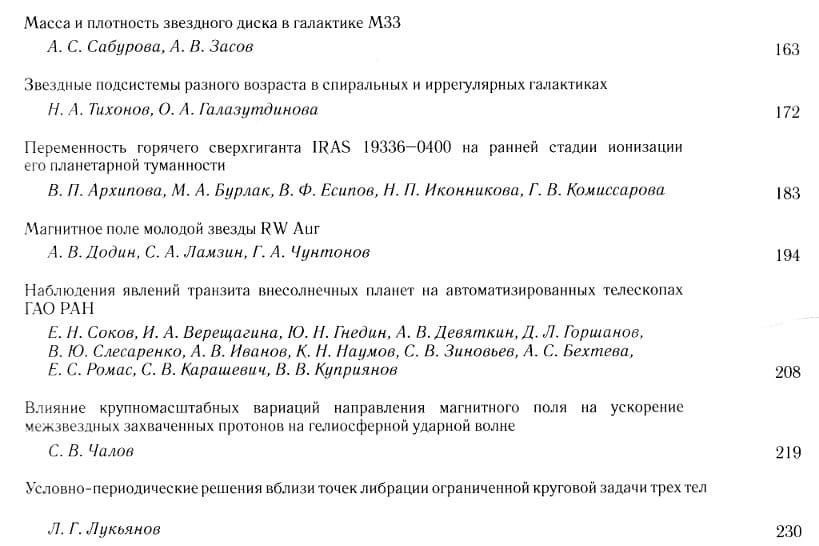 Масса и плотность звездного диска в галактике М33
А. С. Сабурова, А. В. Засов 163
Звездные подсистемы разного возраста в спиральных и иррегулярных галактиках
Н. А. Тихонов, О. А. Галазутдинова 172
Переменность горячего сверхгиганта IRAS 19336–0400 на ранней стадии ионизации
его планетарной туманности
В. П. Архипова, М. А. Бурлак, В. Ф. Есипов, Н. П. Иконникова, Г. В. Комиссарова 183
Магнитное поле молодой звезды RW Aur
А. В. Додин, С. А. Ламзин, Г. А. Чунтонов 194
Наблюдения явлений транзита внесолнечных планет на автоматизированных телескопах
ГАО РАН
Е. Н. Соков, И. А. Верещагина, Ю. Н. Гнедин, А. В. Девяткин, Д. Л. Горшанов,
В. Ю. Слесаренко, А. В. Иванов, К. Н. Наумов, С. В. Зиновьев, А. С. Бехтева,
Е. С. Ромас, С. В. Карашевич, В. В. Куприянов 208
Влияние крупномасштабных вариаций направления магнитного поля на ускорение
межзвездных захваченных протонов на гелиосферной ударной волне
С. В. Чалов 219
Условно-периодические решения вблизи точек либрации ограниченной круговой задачи трех тел
Л. Г. Лукьянов 230